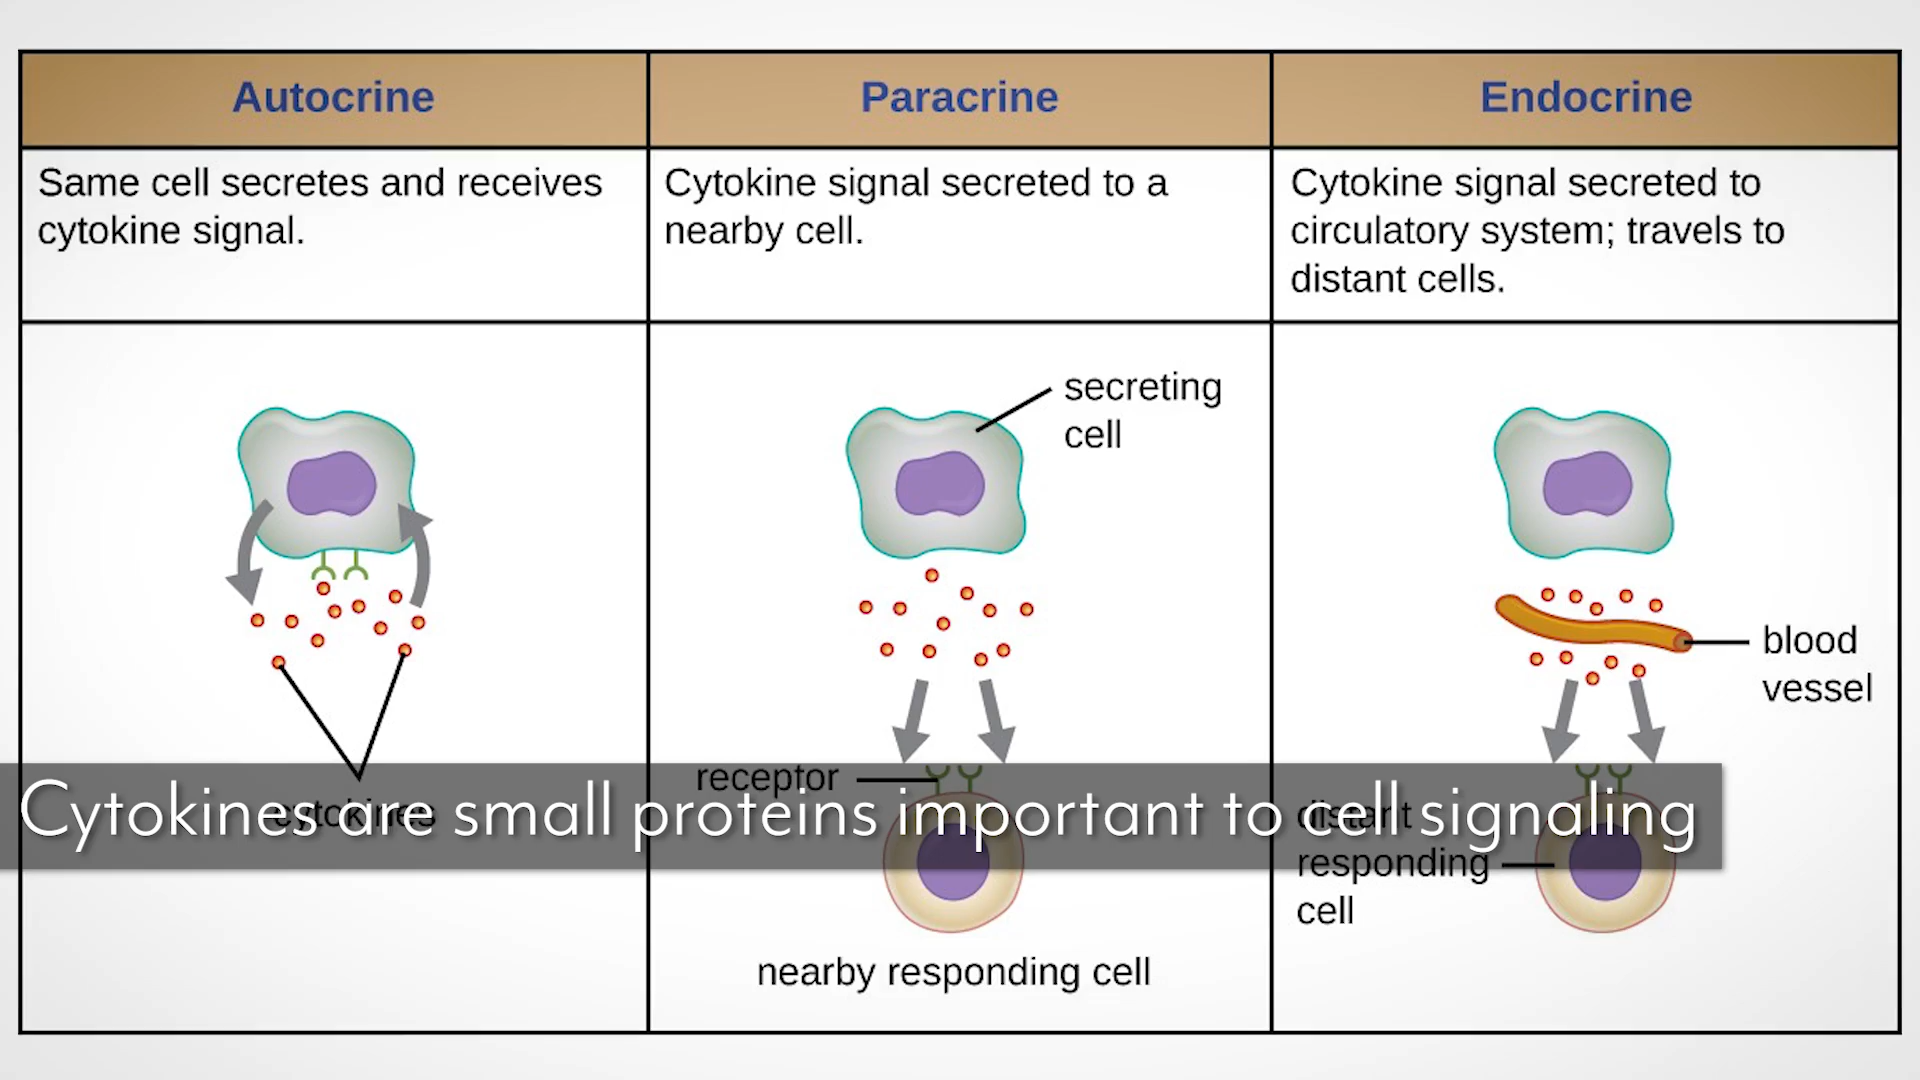 Autocrine
Paracrine
Endocrine
Same cell secretes and receives
cytokine signal.
Cytokine signal secreted to a
nearby cell.
Cytokine signal secreted to
circulatory system; travels to
distant cells.
secreting
cell
blood
vessel
receptor
cytokines
distant
responding
cell
nearby responding cell
Cytokines are small proteins important to cell signaling